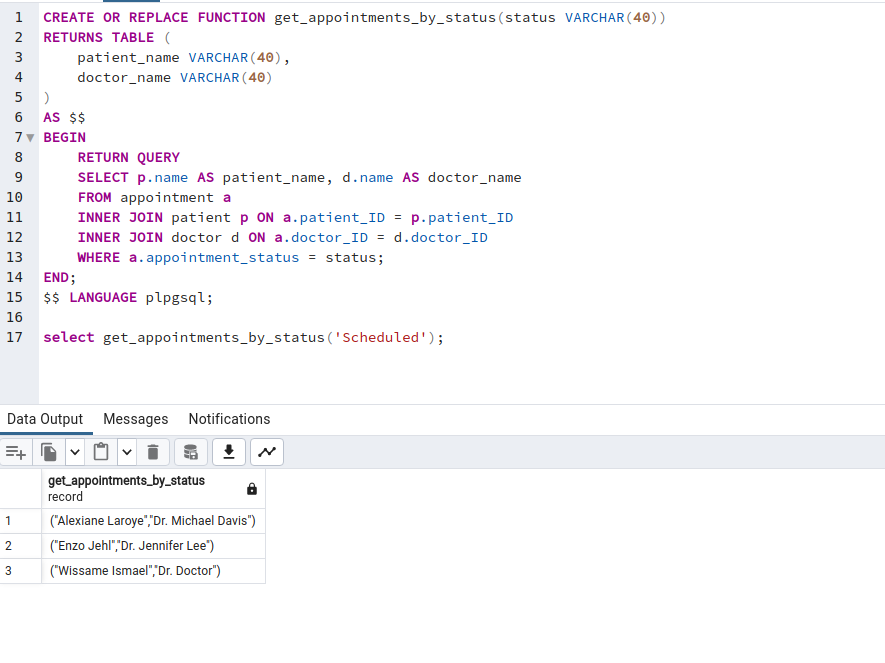 1 CREATE OR REPLACE FUNCTION get_appointments_by_status(status VARCHAR(40))
2 RETURNS TABLE (
3     patient_name VARCHAR(40),
4     doctor_name VARCHAR(40)
5 )
6 AS $$
7 BEGIN
8     RETURN QUERY
9     SELECT p.name AS patient_name, d.name AS doctor_name
10     FROM appointment a
11     INNER JOIN patient p ON a.patient_ID = p.patient_ID
12     INNER JOIN doctor d ON a.doctor_ID = d.doctor_ID
13     WHERE a.appointment_status = status;
14 END;
15 $$ LANGUAGE plpgsql;
16
17 select get_appointments_by_status('Scheduled');
Data Output Messages Notifications
get_appointments_by_status
record
1 ("Alexiane Laroye","Dr. Michael Davis")
2 ("Enzo Jehl","Dr. Jennifer Lee")
3 ("Wissame Ismael","Dr. Doctor")